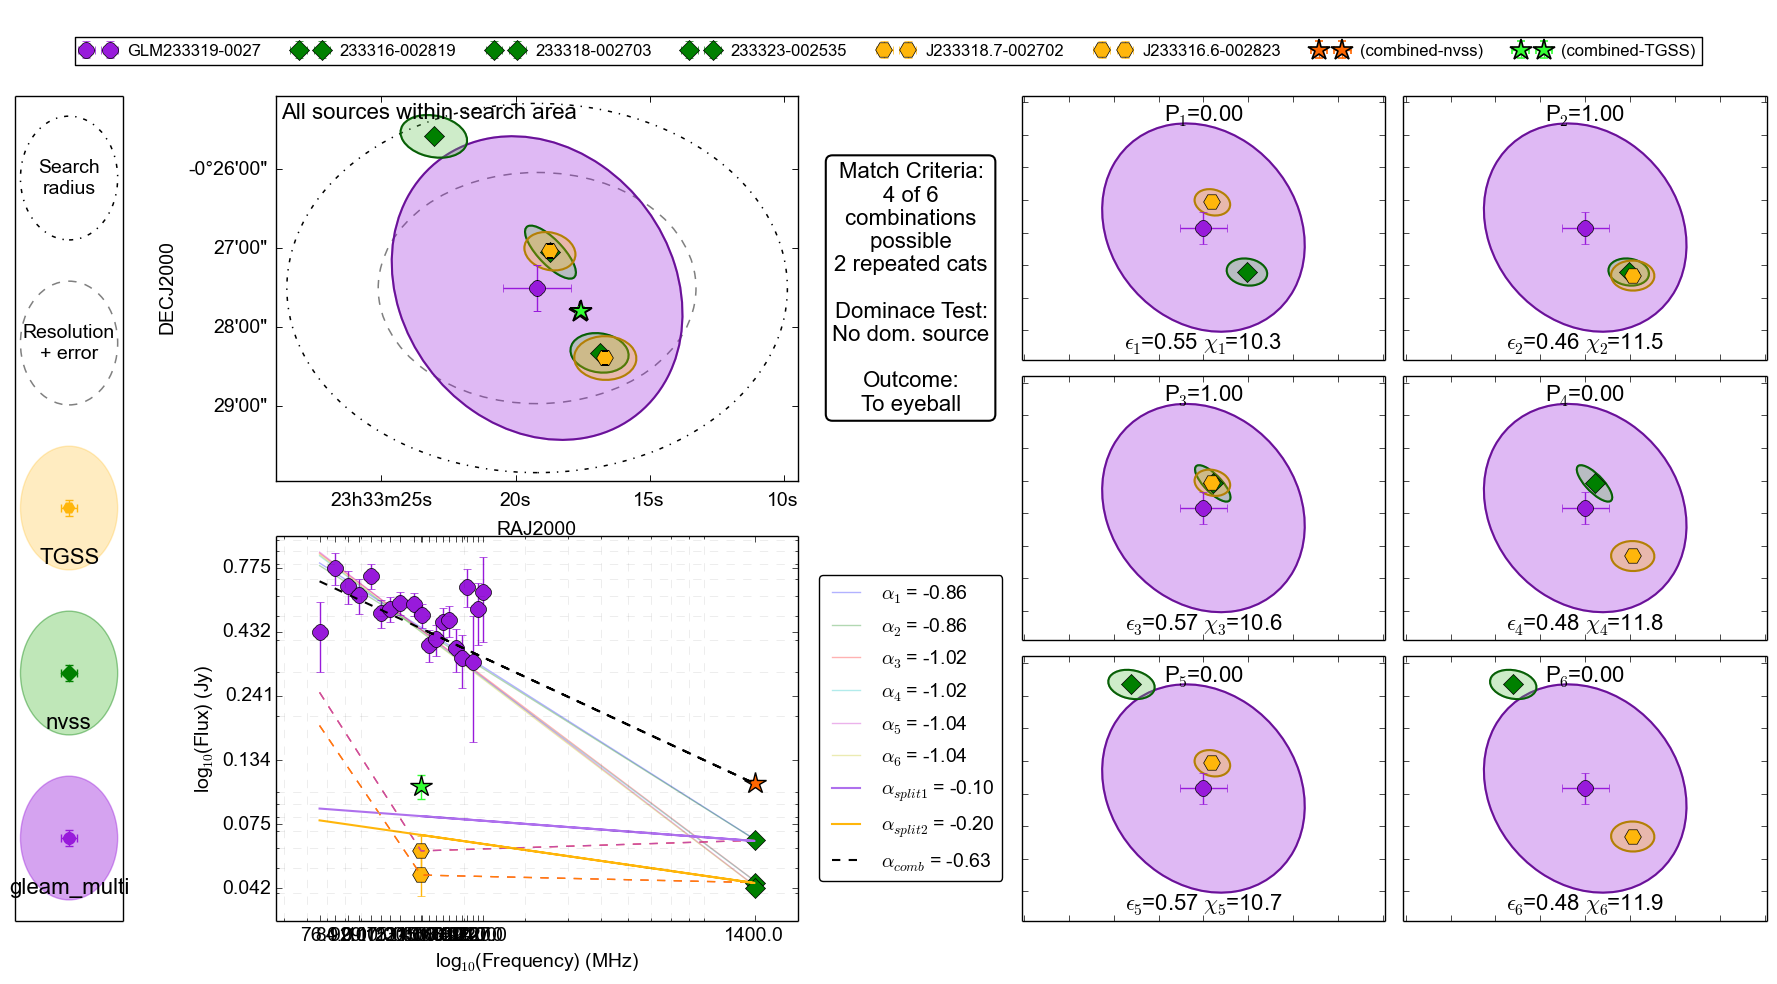 GLM233319-0027 233316-002819 233318-002703 233323-002535 J233318.7-002702 J233316.6-002823 (combined-nvss) (combined-TGSS)
Search
radius
Resolution
+ error
TGSS
nvss
gleam_multi
All sources within search area
DECJ2000
-0°26'00"
27'00"
28'00"
29'00"
23h33m25s 20s 15s 10s
RAJ2000
Match Criteria:
4 of 6
combinations
possible
2 repeated cats
Dominace Test:
No dom. source
Outcome:
To eyeball
log10(Flux) (Jy)
0.775
0.432
0.241
0.134
0.075
0.042
1400.0
log10(Frequency) (MHz)
α1 = -0.86
α2 = -0.86
α3 = -1.02
α4 = -1.02
α5 = -1.04
α6 = -1.04
αsplit1 = -0.10
αsplit2 = -0.20
αcomb = -0.63
P1=0.00
ϵ1=0.55 χ1=10.3
P2=1.00
ϵ2=0.46 χ2=11.5
P3=1.00
ϵ3=0.57 χ3=10.6
P4=0.00
ϵ4=0.48 χ4=11.8
P5=0.00
ϵ5=0.57 χ5=10.7
P6=0.00
ϵ6=0.48 χ6=11.9